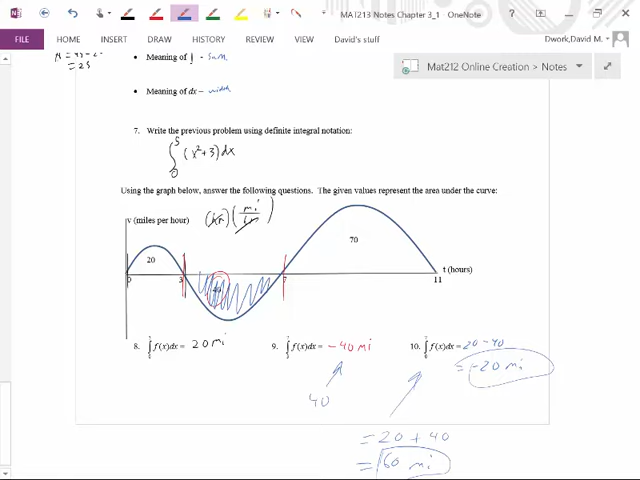 MAT213 Notes Chapter 3_1 - OneNote
FILE HOME INSERT DRAW HISTORY REVIEW VIEW David's stuff Dwork,David M.
Mat212 Online Creation > Notes
= 25
• Meaning of ∫ - Sum
• Meaning of dx - width
7. Write the previous problem using definite integral notation:
∫₀⁵ (x²+3)dx
Using the graph below, answer the following questions. The given values represent the area under the curve:
v (miles per hour) (hr)(mi/hr)
70
20
t (hours)
0 3 7 11
40
8. ∫f(x)dx = 20 mi 9. ∫f(x)dx = -40 mi 10. ∫f(x)dx = 20 - 40
= -20 mi
40
= 20 + 40
= 60 mi